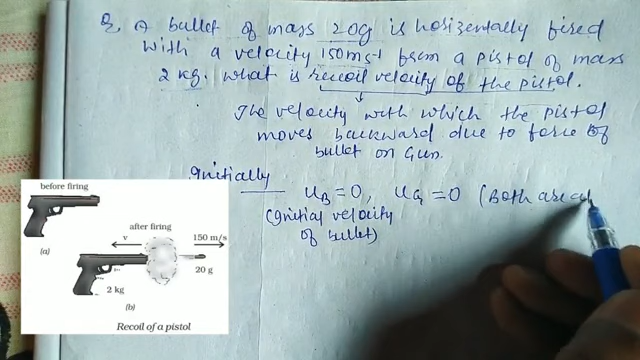 Q. A bullet of mass 20g is horizontally fired
with a velocity 150ms⁻¹ from a pistol of mass
2 kg. what is recoil velocity of the pistol.
The velocity with which the pistol
moves backward due to force of
bullet on Gun.
Initially
u_B = 0, u_G = 0 (Both are at
(Initial velocity
of bullet)
before firing
(a)
after firing
v
150 m/s
20 g
2 kg
(b)
Recoil of a pistol